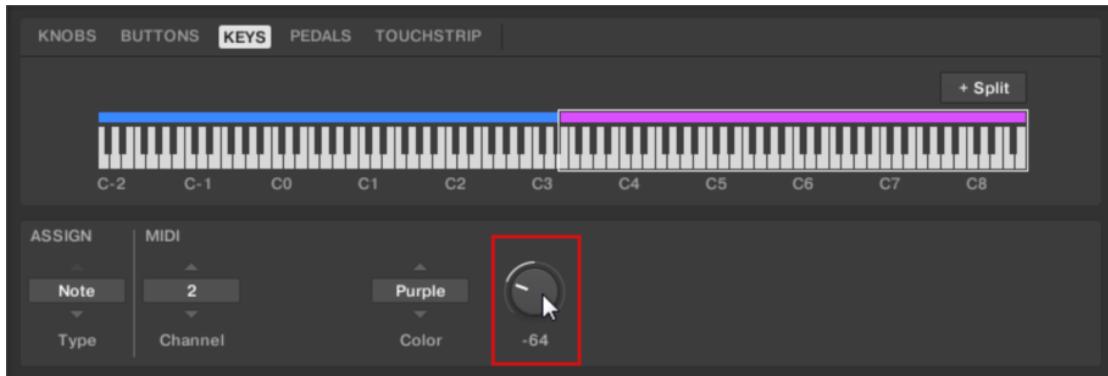 KNOBS BUTTONS KEYS PEDALS TOUCHSTRIP
+ Split
C-2 C-1 C0 C1 C2 C3 C4 C5 C6 C7 C8
ASSIGN MIDI
Note 2 Purple
Type Channel Color -64